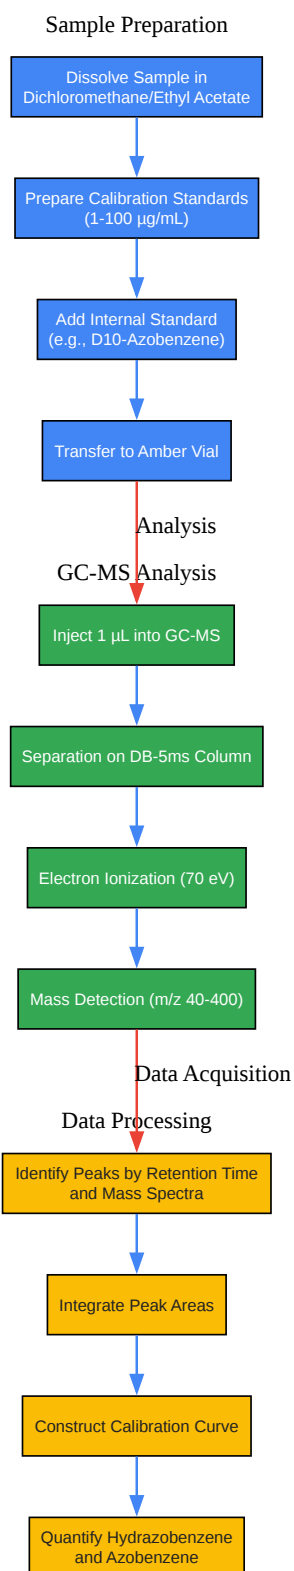 Sample Preparation
Dissolve Sample in
Dichloromethane/Ethyl Acetate
Prepare Calibration Standards
(1-100 µg/mL)
Add Internal Standard
(e.g., D10-Azobenzene)
Transfer to Amber Vial
Analysis
GC-MS Analysis
Inject 1 µL into GC-MS
Separation on DB-5ms Column
Electron Ionization (70 eV)
Mass Detection (m/z 40-400)
Data Acquisition
Data Processing
Identify Peaks by Retention Time
and Mass Spectra
Integrate Peak Areas
Construct Calibration Curve
Quantify Hydrazobenzene
and Azobenzene